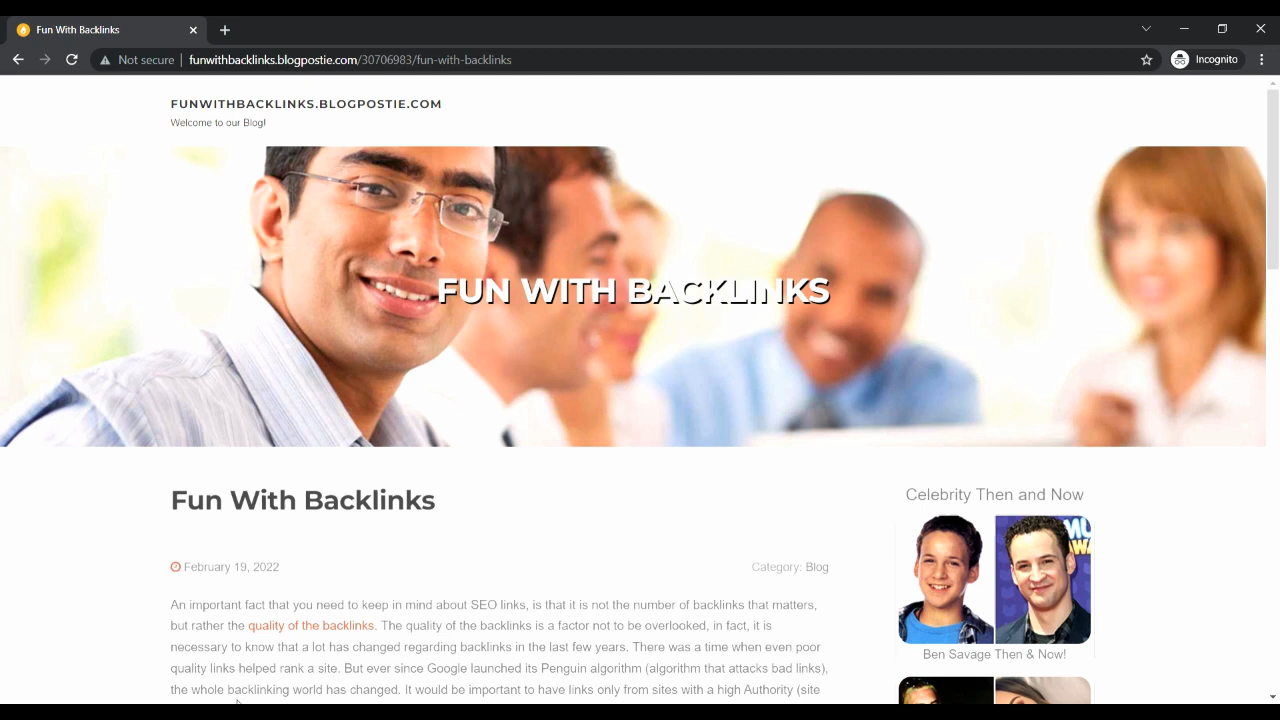 Fun With Backlinks
Not secure
funwithbacklinks.blogpostie.com/30706983/fun-with-backlinks
Incognito
FUNWITHBACKLINKS.BLOGPOSTIE.COM
Welcome to our Blog!
FUN WITH BACKLINKS
Fun With Backlinks
February 19, 2022
Category: Blog
An important fact that you need to keep in mind about SEO links, is that it is not the number of backlinks that matters,
but rather the quality of the backlinks. The quality of the backlinks is a factor not to be overlooked, in fact, it is
necessary to know that a lot has changed regarding backlinks in the last few years. There was a time when even poor
quality links helped rank a site. But ever since Google launched its Penguin algorithm (algorithm that attacks bad links),
the whole backlinking world has changed. It would be important to have links only from sites with a high Authority (site
Celebrity Then and Now
Ben Savage Then & Now!